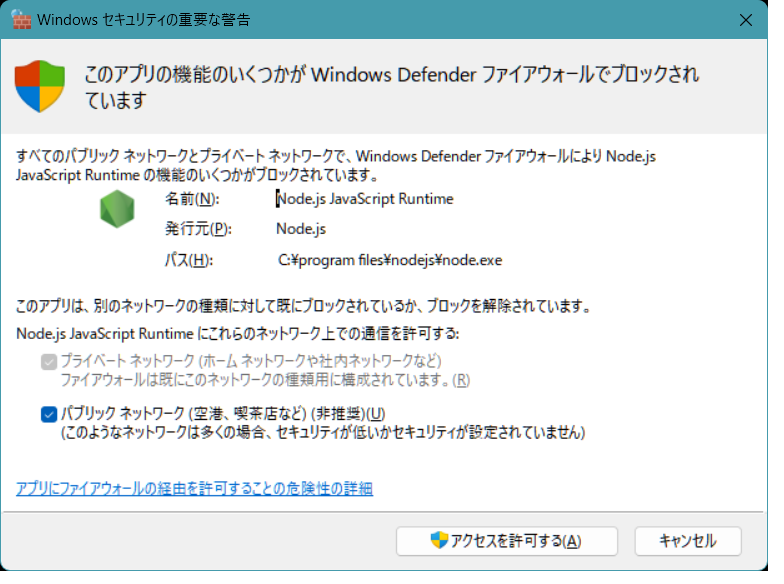 Windows セキュリティの重要な警告
このアプリの機能のいくつかが Windows Defender ファイアウォールでブロックされ
ています
すべてのパブリック ネットワークとプライベート ネットワークで、Windows Defender ファイアウォールにより Node.js
JavaScript Runtime の機能のいくつかがブロックされています。
名前(N): Node.js JavaScript Runtime
発行元(P): Node.js
パス(H): C:¥program files¥nodejs¥node.exe
このアプリは、別のネットワークの種類に対して既にブロックされているか、ブロックを解除されています。
Node.js JavaScript Runtime にこれらのネットワーク上での通信を許可する:
プライベート ネットワーク (ホーム ネットワークや社内ネットワークなど)
ファイアウォールは既にこのネットワークの種類用に構成されています。(R)
パブリック ネットワーク (空港、喫茶店など) (非推奨)(U)
(このようなネットワークは多くの場合、セキュリティが低いかセキュリティが設定されていません)
アプリにファイアウォールの経由を許可することの危険性の詳細
アクセスを許可する(A) キャンセル